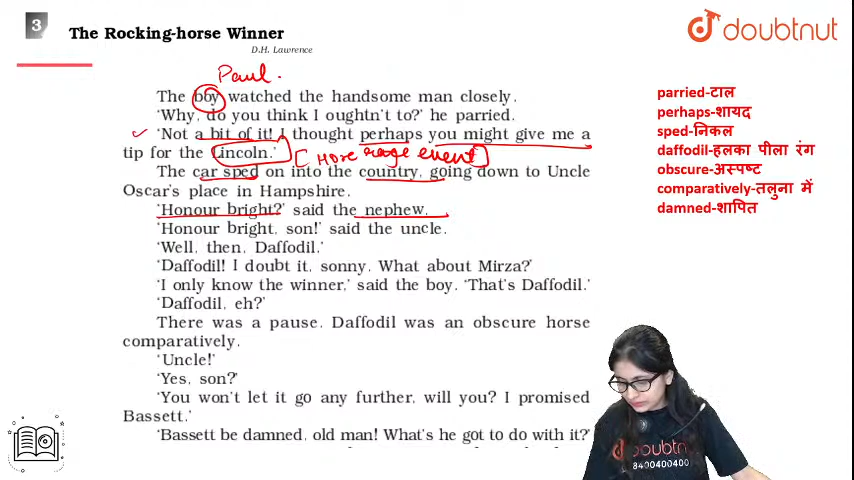 3
The Rocking-horse Winner
D.H. Lawrence
doubtnut
Paul.
The boy watched the handsome man closely.
'Why, do you think I oughtn't to?' he parried.
'Not a bit of it! I thought perhaps you might give me a
tip for the Lincoln.'
[Hore rage event]
The car sped on into the country, going down to Uncle
Oscar's place in Hampshire.
'Honour bright?' said the nephew.
'Honour bright, son!' said the uncle.
'Well, then, Daffodil.'
'Daffodil! I doubt it, sonny. What about Mirza?'
'I only know the winner,' said the boy. 'That's Daffodil.'
'Daffodil, eh?'
There was a pause. Daffodil was an obscure horse
comparatively.
'Uncle!'
'Yes, son?'
'You won't let it go any further, will you? I promised
Bassett.'
'Bassett be damned, old man! What's he got to do with it?'
parried-टाल
perhaps-शायद
sped-निकल
daffodil-हलका पीला रंग
obscure-अस्पष्ट
comparatively-तलुना में
damned-शापित
doubtnut
8400400400